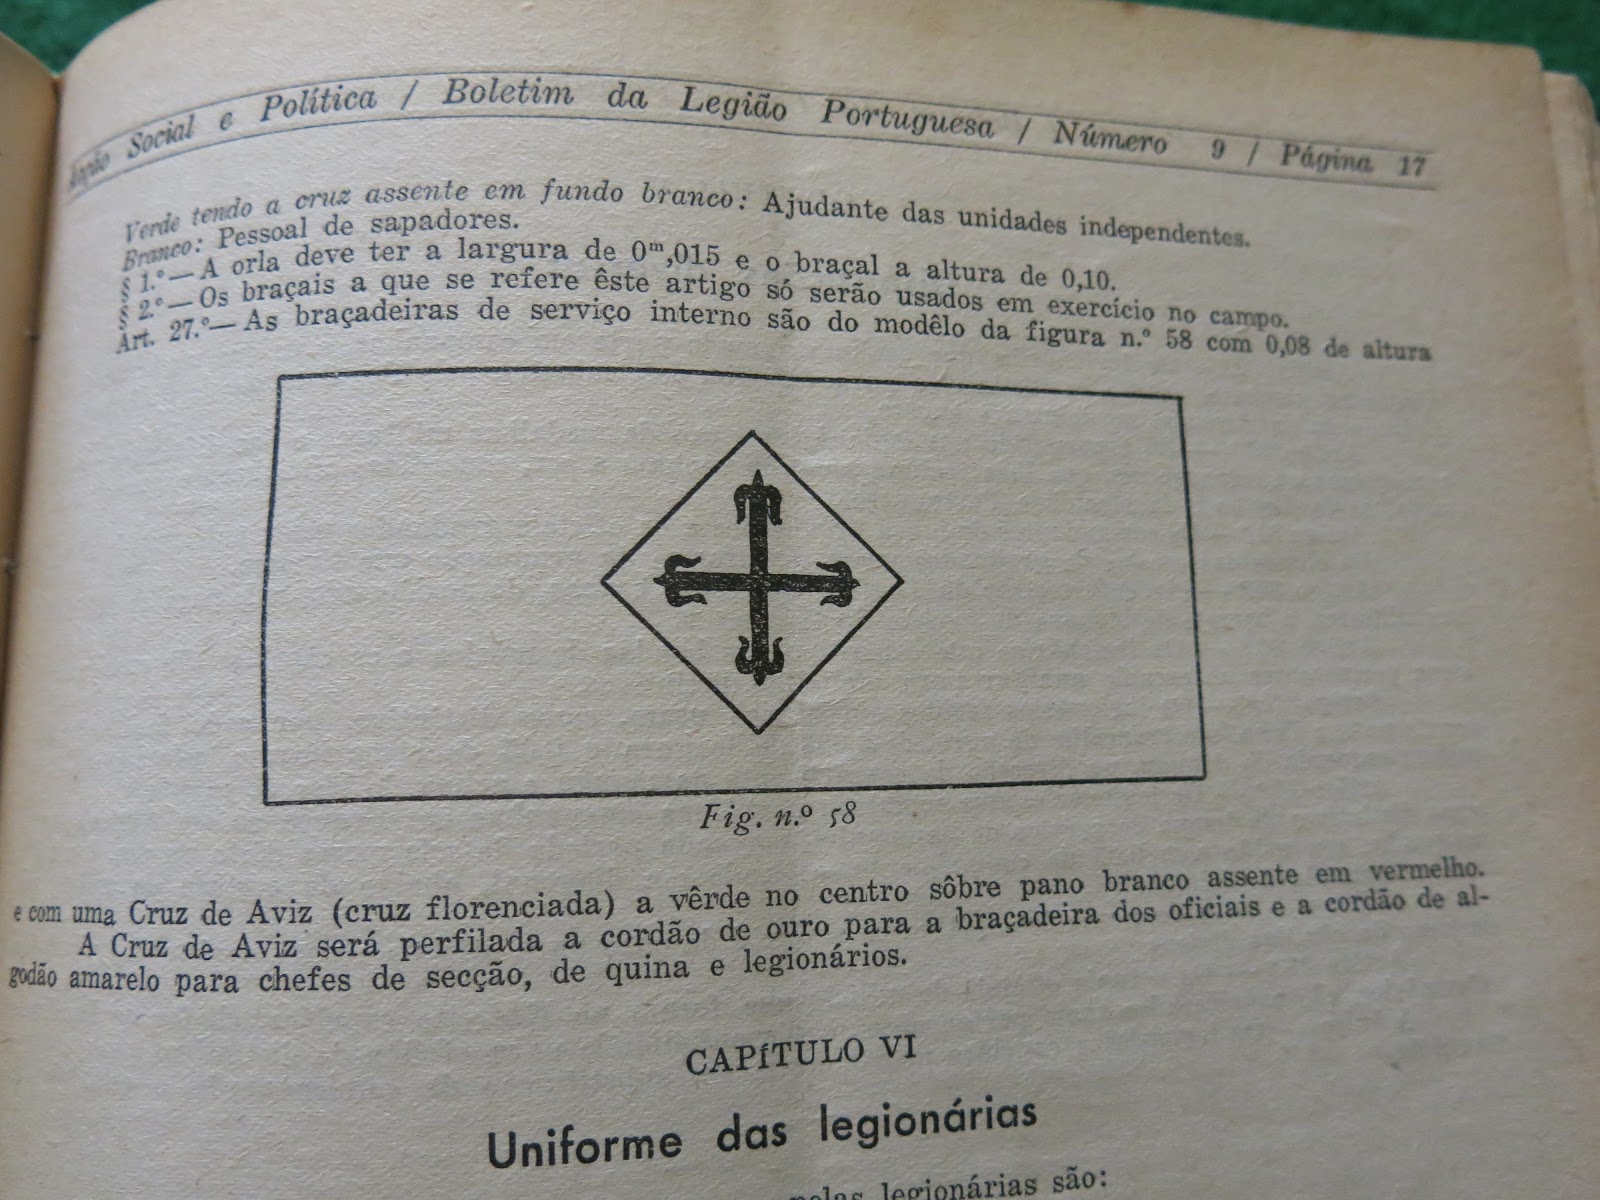 Acção Social e Política / Boletim da Legião Portuguesa / Número 9 / Página 17
Verde tendo a cruz assente em fundo branco: Ajudante das unidades independentes.
Branco: Pessoal de sapadores.
§ 1.º — A orla deve ter a largura de 0ᵐ,015 e o braçal a altura de 0,10.
§ 2.º — Os braçais a que se refere êste artigo só serão usados em exercício no campo.
Art. 27.º — As braçadeiras de serviço interno são do modêlo da figura n.º 58 com 0,08 de altura
Fig. n.º 58
e com uma Cruz de Aviz (cruz florenciada) a vêrde no centro sôbre pano branco assente em vermelho.
A Cruz de Aviz será perfilada a cordão de ouro para a braçadeira dos oficiais e a cordão de al-
godão amarelo para chefes de secção, de quina e legionários.
CAPÍTULO VI
Uniforme das legionárias
pelas legionárias são: